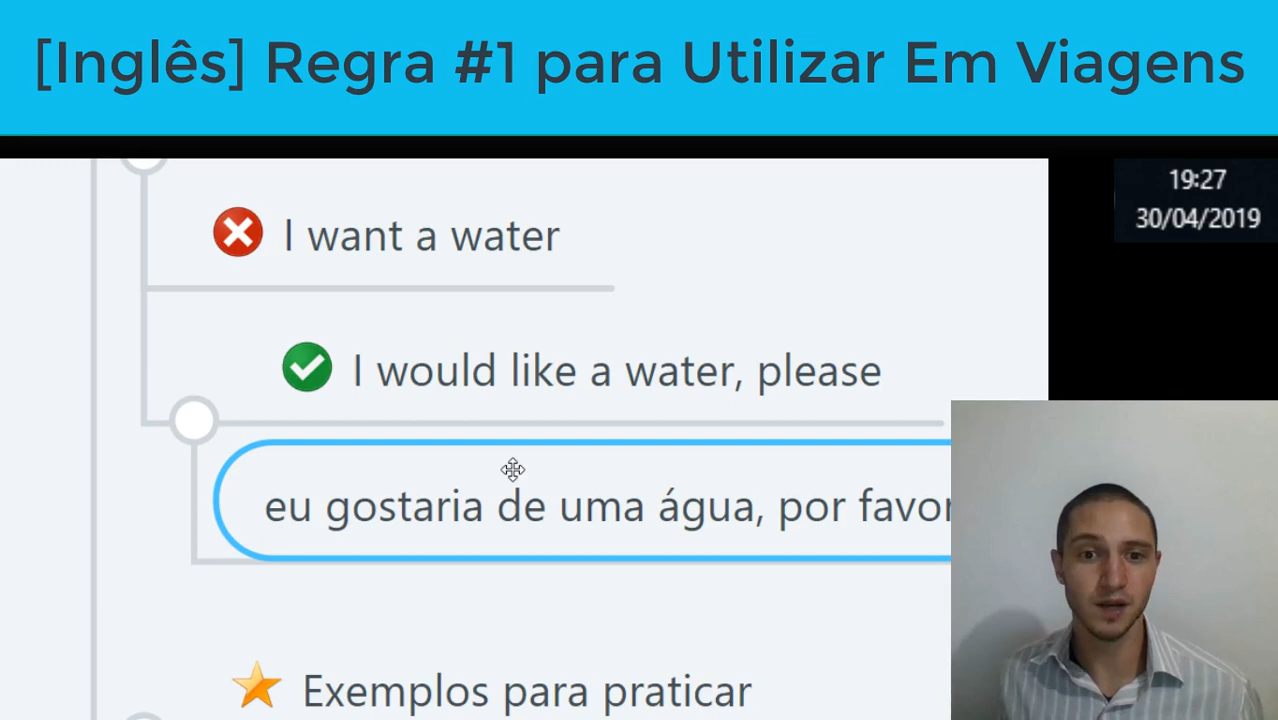 [Inglês] Regra #1 para Utilizar Em Viagens
19:27
30/04/2019
I want a water
I would like a water, please
eu gostaria de uma água, por favor
Exemplos para praticar